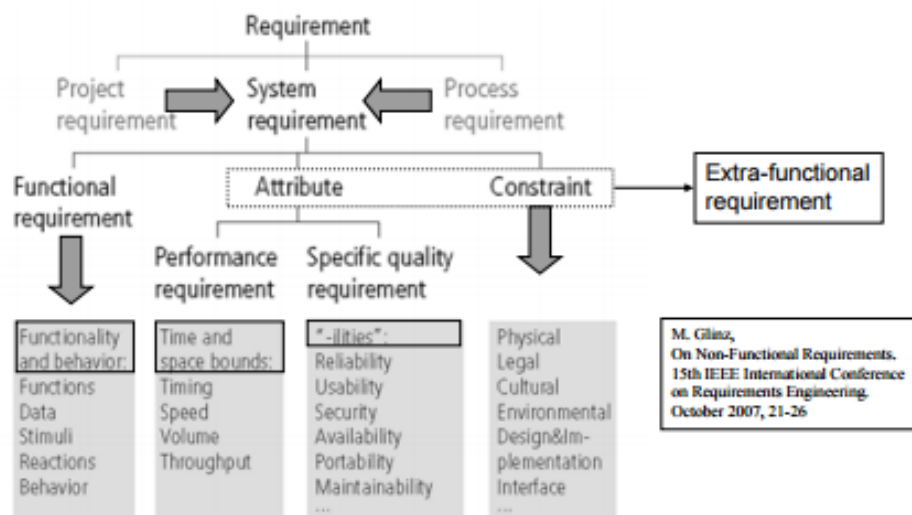 Requirement
Project
requirement
System
requirement
Process
requirement
Functional
requirement
Attribute
Constraint
Extra-functional
requirement
Performance
requirement
Specific quality
requirement
Functionality
and behavior:
Functions
Data
Stimuli
Reactions
Behavior
Time and
space bounds:
Timing
Speed
Volume
Throughput
"-ilities":
Reliability
Usability
Security
Availability
Portability
Maintainability
...
Physical
Legal
Cultural
Environmental
Design&Im-
plementation
Interface
...
M. Glinz,
On Non-Functional Requirements.
15th IEEE International Conference
on Requirements Engineering.
October 2007, 21-26